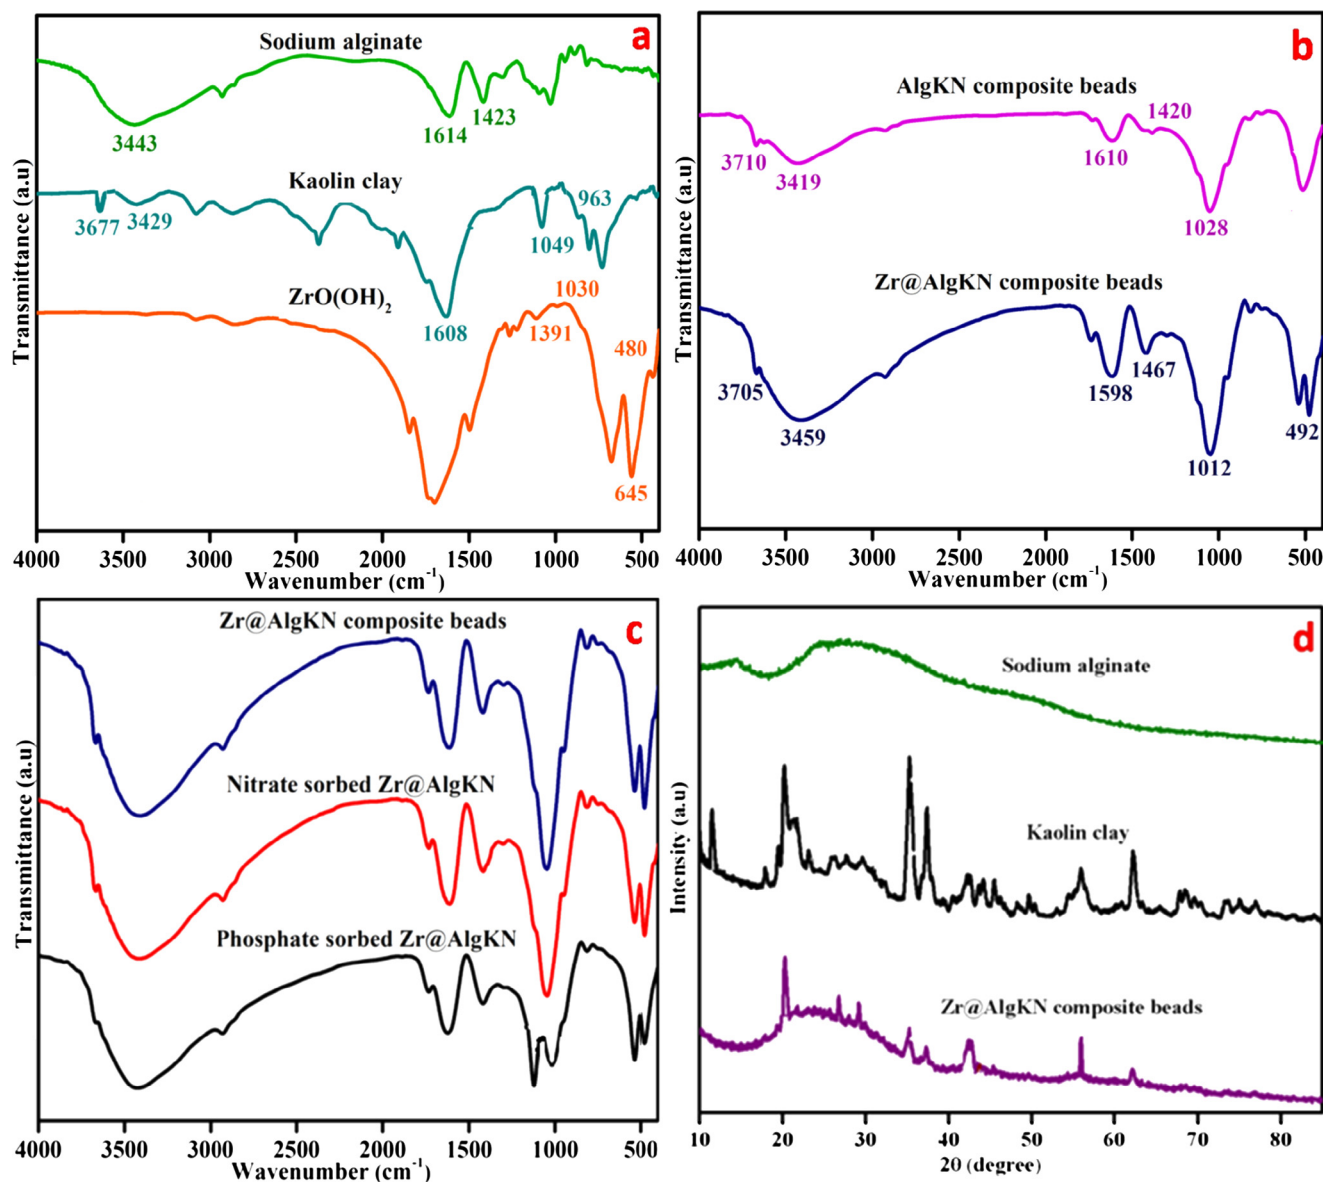 a
Sodium alginate
3443
1614
1423
Kaolin clay
3677
3429
963
1049
1608
ZrO(OH)2
1030
1391
480
645
Transmittance (a.u)
4000 3500 3000 2500 2000 1500 1000 500
Wavenumber (cm-1)
b
AlgKN composite beads
3710
3419
1610
1420
1028
Zr@AlgKN composite beads
3705
3459
1598
1467
1012
492
Transmittance (a.u)
4000 3500 3000 2500 2000 1500 1000 500
Wavenumber (cm-1)
c
Zr@AlgKN composite beads
Nitrate sorbed Zr@AlgKN
Phosphate sorbed Zr@AlgKN
Transmittance (a.u)
4000 3500 3000 2500 2000 1500 1000 500
Wavenumber (cm-1)
d
Sodium alginate
Kaolin clay
Zr@AlgKN composite beads
Intensity (a.u)
10 20 30 40 50 60 70 80
2θ (degree)